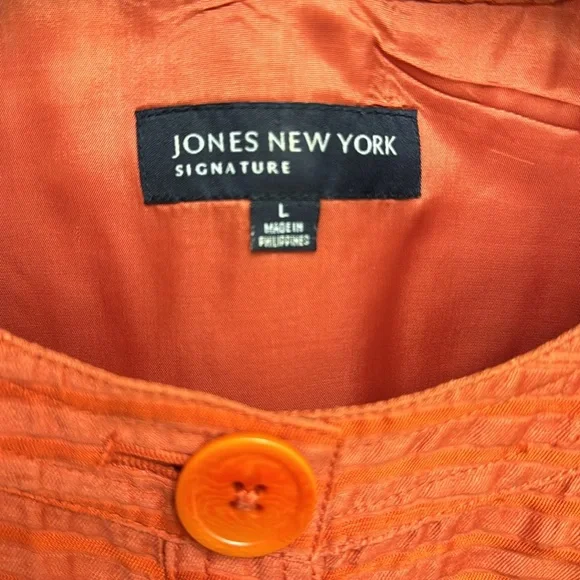 JONES NEW YORK
SIGNATURE
L
MADE IN
PHILIPPINES